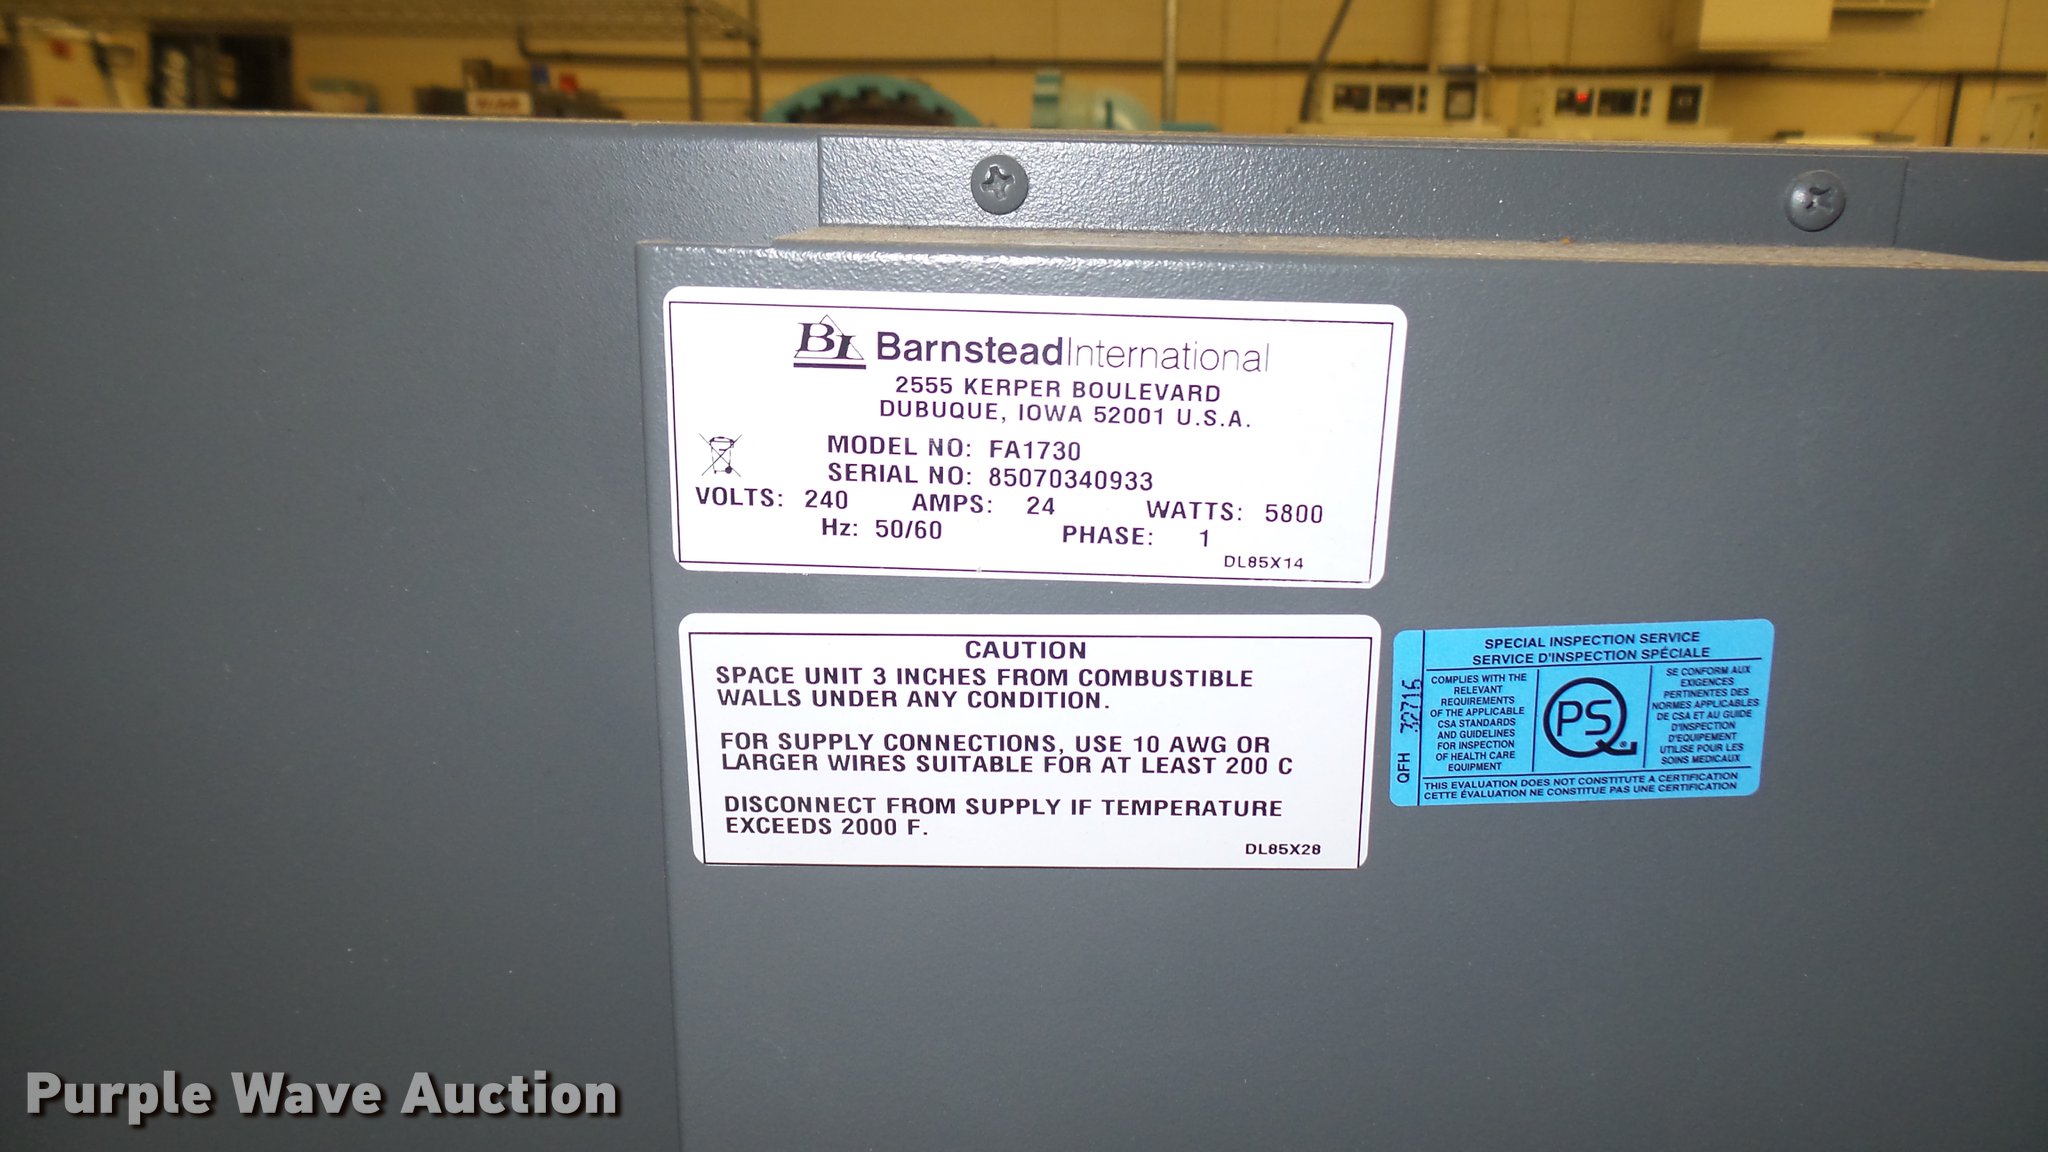 BI BarnsteadInternational
2555 KERPER BOULEVARD
DUBUQUE, IOWA 52001 U.S.A.
MODEL NO: FA1730
SERIAL NO: 85070340933
VOLTS: 240 AMPS: 24 WATTS: 5800
Hz: 50/60 PHASE: 1
DL85X14
CAUTION
SPACE UNIT 3 INCHES FROM COMBUSTIBLE
WALLS UNDER ANY CONDITION.
FOR SUPPLY CONNECTIONS, USE 10 AWG OR
LARGER WIRES SUITABLE FOR AT LEAST 200 C
DISCONNECT FROM SUPPLY IF TEMPERATURE
EXCEEDS 2000 F.
DL85X28
SPECIAL INSPECTION SERVICE
SERVICE D'INSPECTION SPÉCIALE
QFH 32716
COMPLIES WITH THE
RELEVANT
REQUIREMENTS
OF THE APPLICABLE
CSA STANDARDS
AND GUIDELINES
FOR INSPECTION
OF HEALTH CARE
EQUIPMENT
PS
®
SE CONFORM AUX
EXIGENCES
PERTINENTES DES
NORMES APPLICABLES
DE CSA ET AU GUIDE
D'INSPECTION
D'EQUIPEMENT
UTILISE POUR LES
SOINS MEDICAUX
THIS EVALUATION DOES NOT CONSTITUTE A CERTIFICATION
CETTE ÉVALUATION NE CONSTITUE PAS UNE CERTIFICATION
Purple Wave Auction